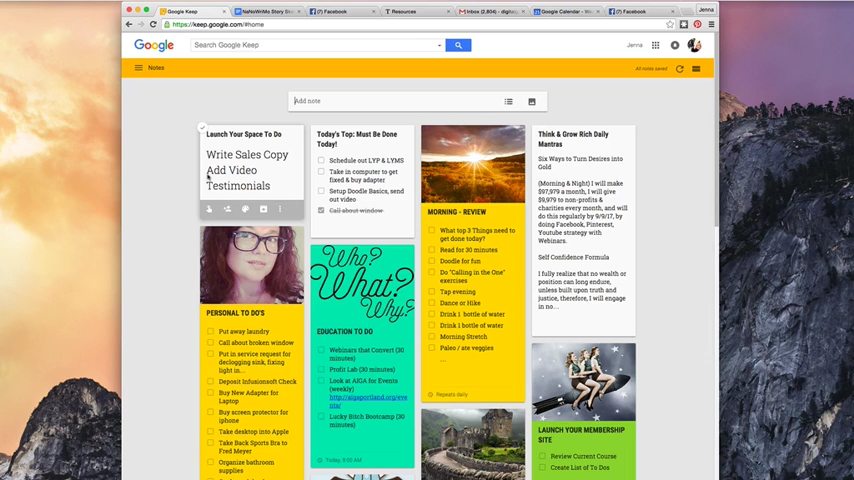 Google Keep
NaNoWriMo Story Str
(7) Facebook
Resources
Inbox (2,804) - digita
Google Calendar - W
(7) Facebook
Jenna
https://keep.google.com/#home
Google
Search Google Keep
Jenna
Notes
All notes saved
Add note
Launch Your Space To Do
Write Sales Copy
Add Video
Testimonials
PERSONAL TO DO'S
Put away laundry
Call about broken window
Put in service request for
declogging sink, fixing
light in...
Deposit Infusionsoft Check
Buy New Adapter for
Laptop
Buy screen protector for
iphone
Take desktop into Apple
Take Back Sports Bra to
Fred Meyer
Organize bathroom
supplies
Today's Top: Must Be Done
Today!
Schedule out LYP & LYMS
Take in computer to get
fixed & buy adapter
Setup Doodle Basics, send
out video
Call about window
Who?
What?
Why?
EDUCATION TO DO
Webinars that Convert (30
minutes)
Profit Lab (30 minutes)
Look at AIGA for Events
(weekly)
http://aigaportland.org/eve
nts/
Lucky Bitch Bootcamp (30
minutes)
Today, 8:00 AM
MORNING - REVIEW
What top 3 Things need to
get done today?
Read for 30 minutes
Doodle for fun
Do "Calling in the One"
exercises
Tap evening
Dance or Hike
Drink 1 bottle of water
Drink 1 bottle of water
Morning Stretch
Paleo / ate veggies
...
Repeats daily
Think & Grow Rich Daily
Mantras
Six Ways to Turn Desires into
Gold
(Morning & Night) I will make
$97,979 a month, I will give
$9,979 to non-profits &
charities every month, and will
do this regularly by 9/9/17, by
doing Facebook, Pinterest,
Youtube strategy with
Webinars.
Self Confidence Formula
I fully realize that no wealth or
position can long endure,
unless built upon truth and
justice, therefore, I will engage
in no...
LAUNCH YOUR MEMBERSHIP
SITE
Review Current Course
Create List of To Dos